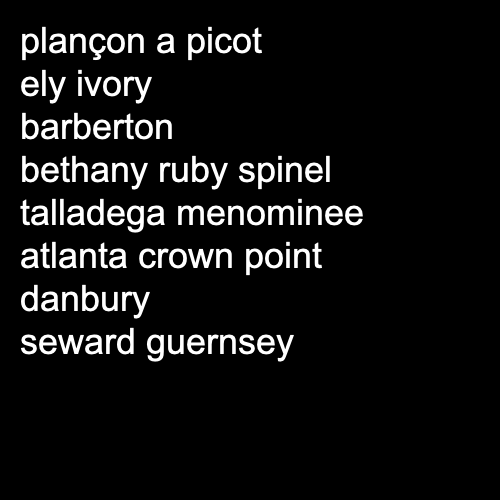 plançon a picot
ely ivory
barberton
bethany ruby spinel
talladega menominee
atlanta crown point
danbury
seward guernsey